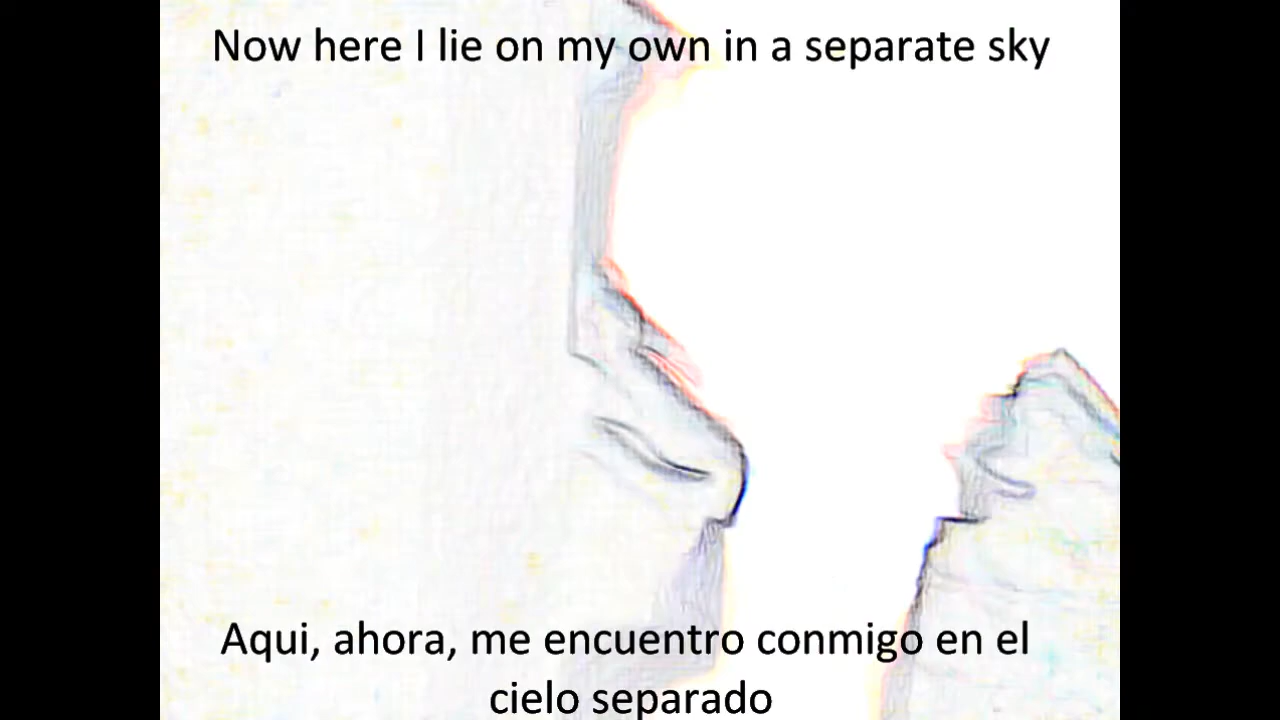 Now here I lie on my own in a separate sky
Aqui, ahora, me encuentro conmigo en el
cielo separado